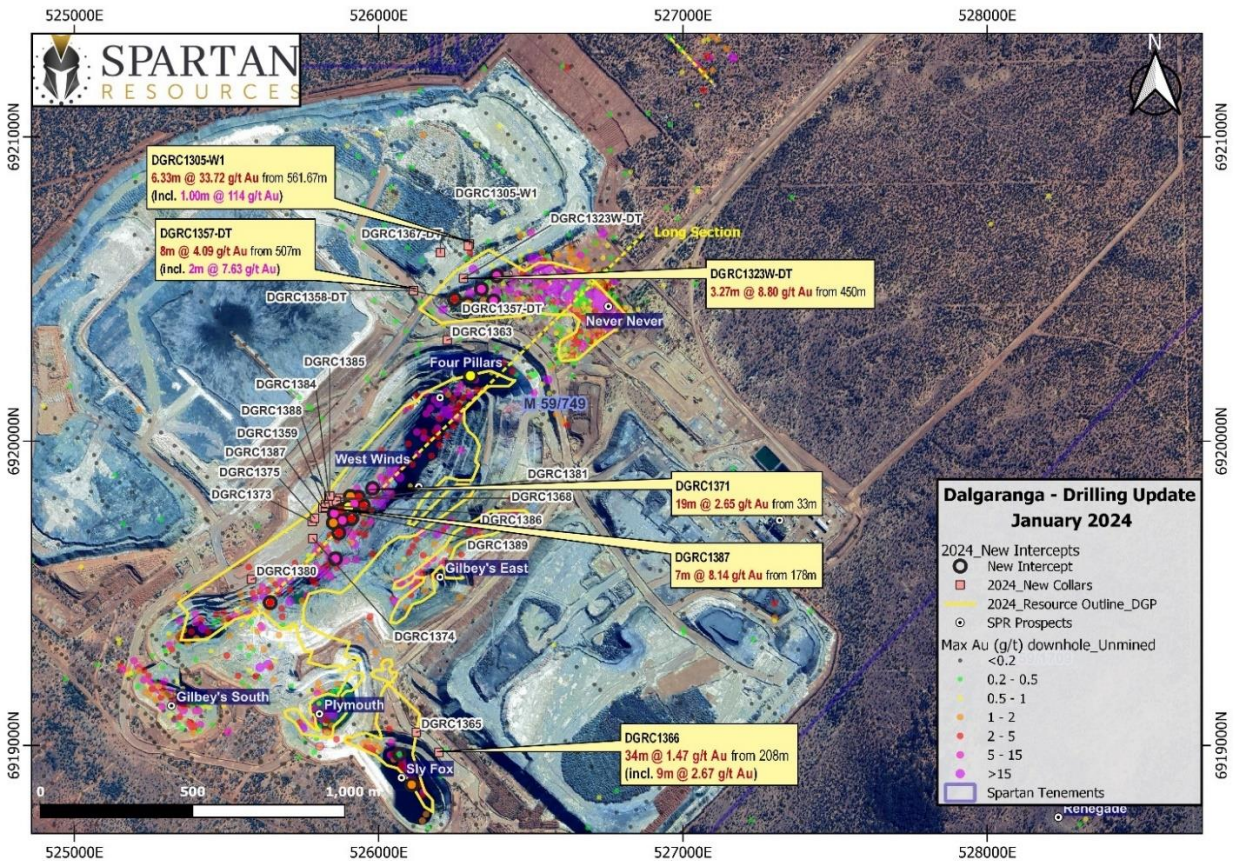 525000E
526000E
527000E
528000E
SPARTAN
RESOURCES
N
6921000N
6921000N
DGRC1305-W1
6.33m @ 33.72 g/t Au from 561.67m
(Incl. 1.00m @ 114 g/t Au)
DGRC1305-W1
DGRC1323W-DT
DGRC1367-DT
Long Section
DGRC1357-DT
8m @ 4.09 g/t Au from 507m
(incl. 2m @ 7.63 g/t Au)
DGRC1323W-DT
3.27m @ 8.80 g/t Au from 450m
DGRC1358-DT
DGRC1357-DT
Never Never
DGRC1363
Four Pillars
DGRC1385
DGRC1384
DGRC1388
DGRC1359
DGRC1387
DGRC1375
DGRC1373
M 59/749
6920000N
6920000N
West Winds
DGRC1381
DGRC1368
DGRC1386
DGRC1389
DGRC1371
19m @ 2.65 g/t Au from 33m
DGRC1387
7m @ 8.14 g/t Au from 178m
Gilbey's East
DGRC1380
DGRC1374
Gilbey's South
Plymouth
DGRC1365
DGRC1366
34m @ 1.47 g/t Au from 208m
(incl. 9m @ 2.67 g/t Au)
Sly Fox
6919000N
6919000N
Dalgaranga - Drilling Update
January 2024
2024_New Intercepts
New Intercept
2024_New Collars
2024_Resource Outline_DGP
SPR Prospects
Max Au (g/t) downhole_Unmined
<0.2
0.2 - 0.5
0.5 - 1
1 - 2
2 - 5
5 - 15
>15
Spartan Tenements
Renegade
0
500
1,000 m
525000E
526000E
527000E
528000E